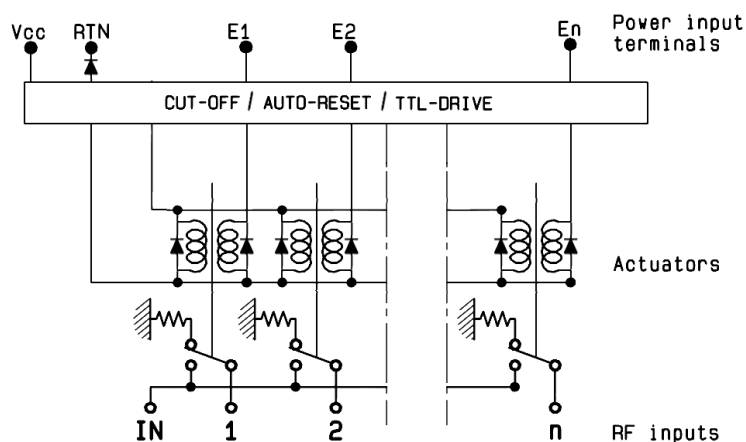 Vcc RTN E1 E2 En
Power input
terminals
CUT-OFF / AUTO-RESET / TTL-DRIVE
Actuators
IN 1 2 n
RF inputs